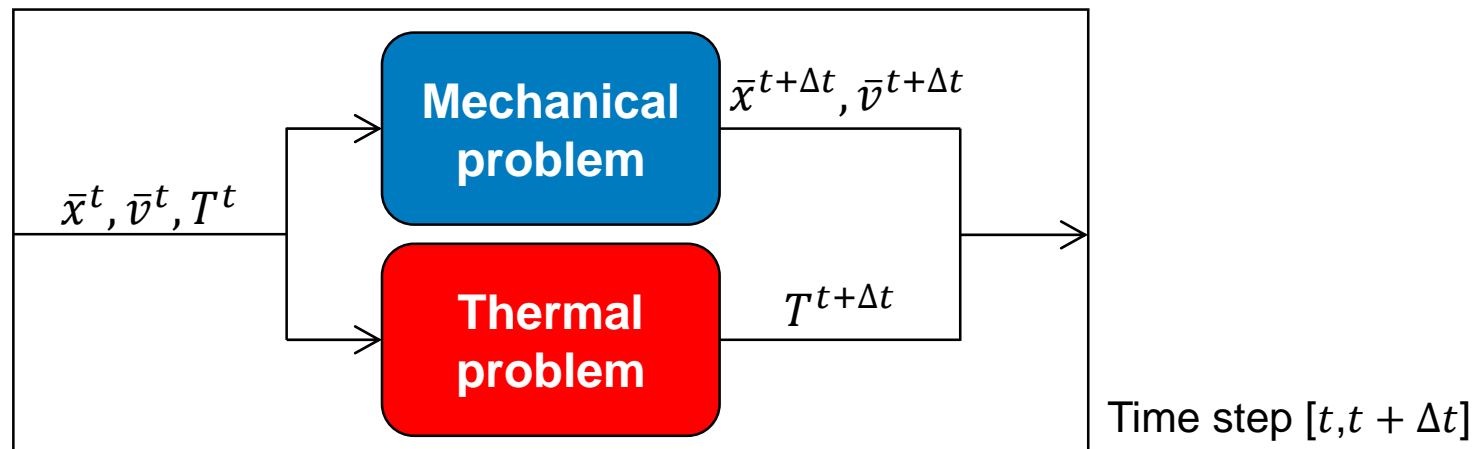 Mechanical
problem
x̄^{t+Δt}, v̄^{t+Δt}
x̄^t, v̄^t, T^t
Thermal
problem
T^{t+Δt}
Time step [t,t + Δt]